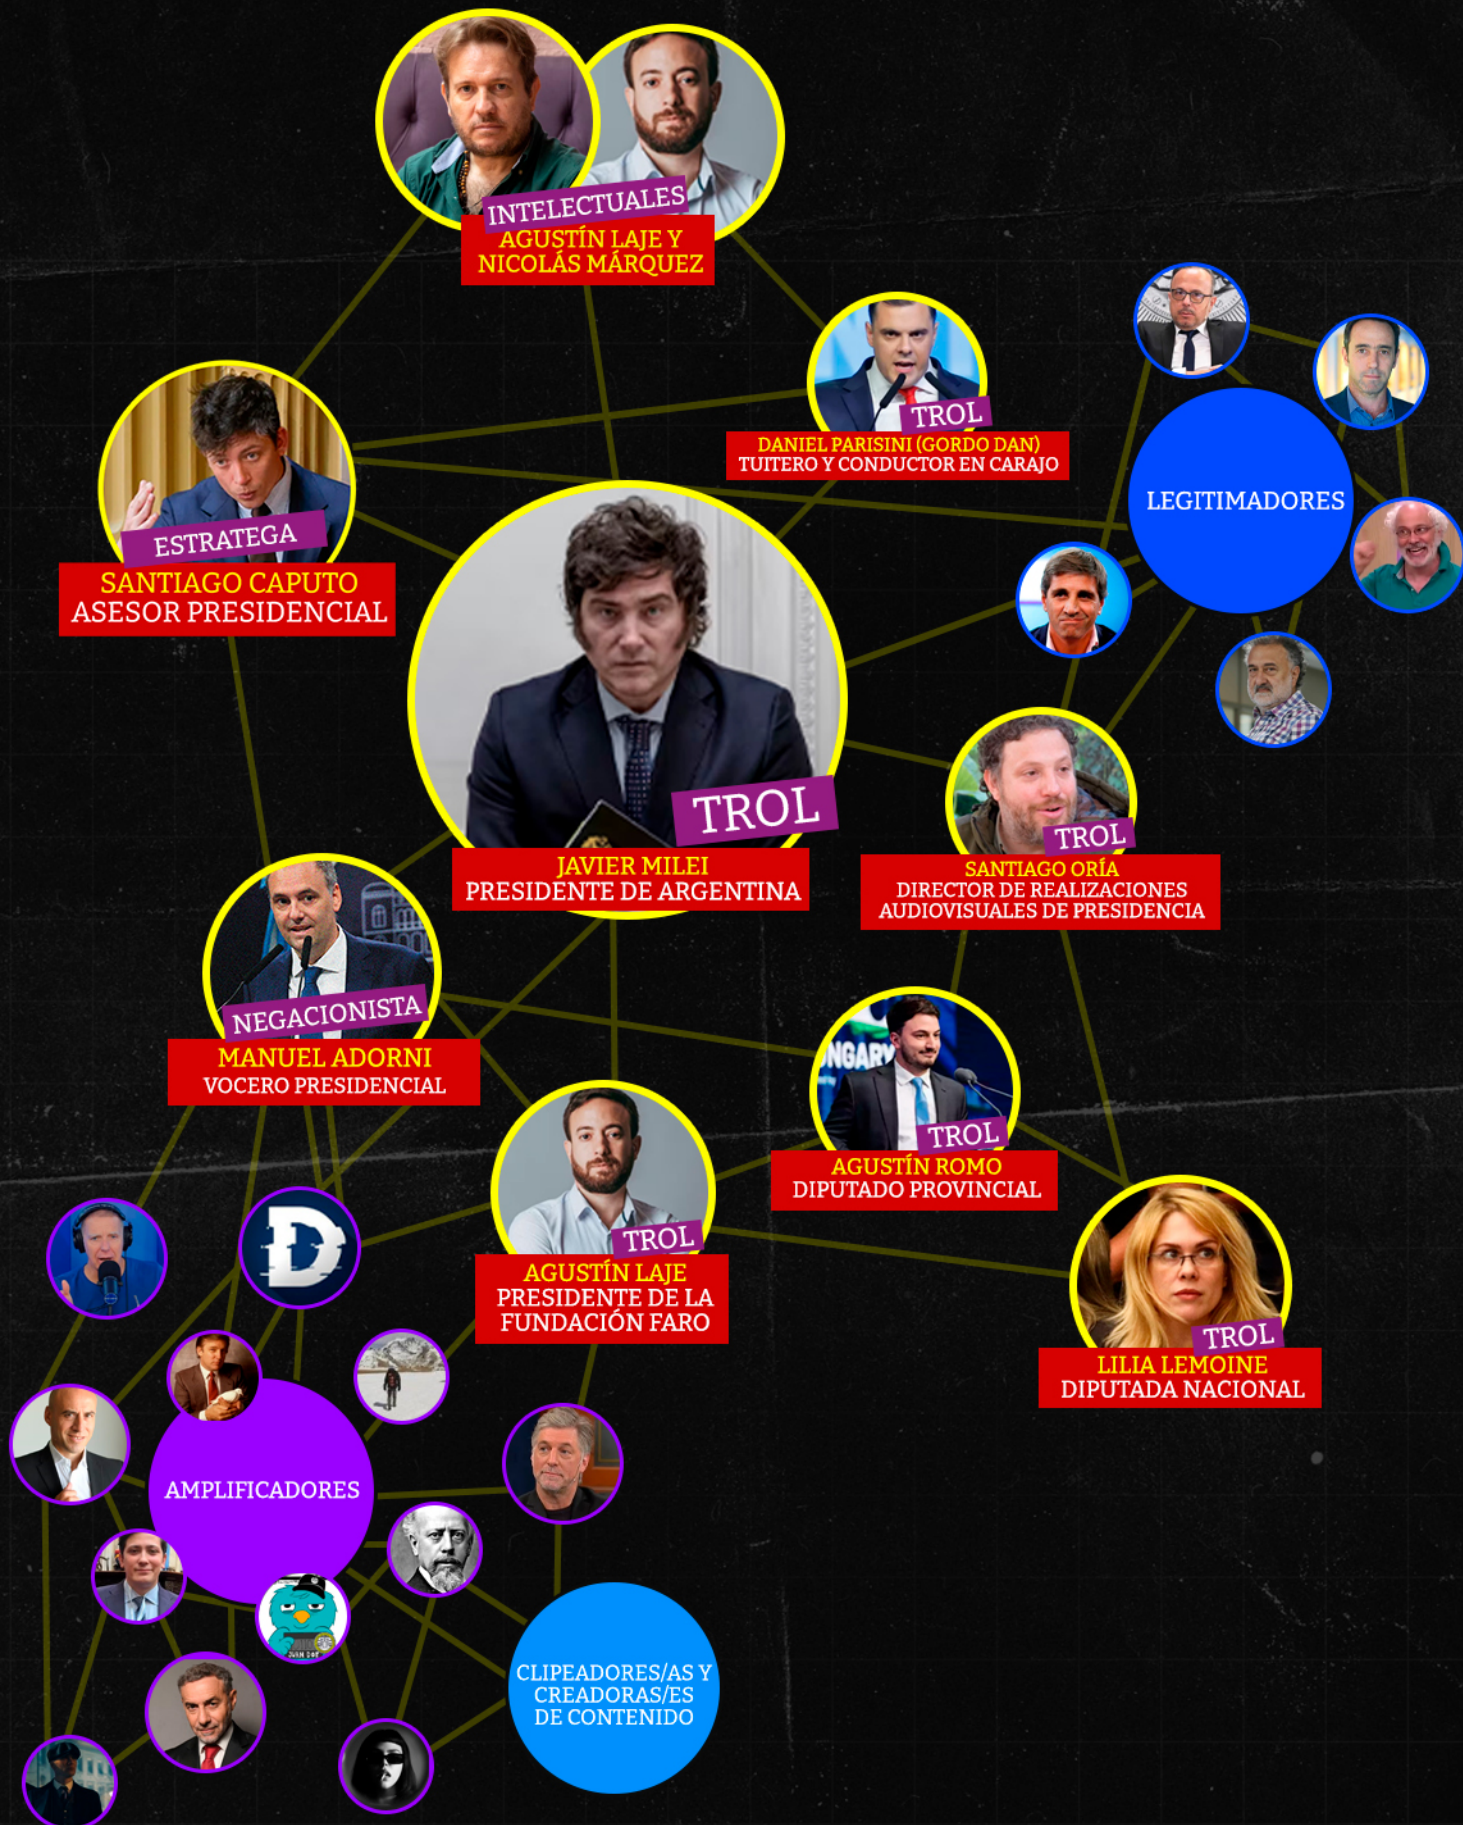 INTELECTUALES
AGUSTÍN LAJE Y
NICOLÁS MÁRQUEZ
TROL
DANIEL PARISINI (GORDO DAN)
TUITERO Y CONDUCTOR EN CARAJO
LEGITIMADORES
ESTRATEGA
SANTIAGO CAPUTO
ASESOR PRESIDENCIAL
TROL
JAVIER MILEI
PRESIDENTE DE ARGENTINA
TROL
SANTIAGO ORÍA
DIRECTOR DE REALIZACIONES
AUDIOVISUALES DE PRESIDENCIA
NEGACIONISTA
MANUEL ADORNI
VOCERO PRESIDENCIAL
NGARY
TROL
AGUSTÍN ROMO
DIPUTADO PROVINCIAL
TROL
AGUSTÍN LAJE
PRESIDENTE DE LA
FUNDACIÓN FARO
TROL
LILIA LEMOINE
DIPUTADA NACIONAL
D
AMPLIFICADORES
JUAN DOE
CLIPEADORES/AS Y
CREADORAS/ES
DE CONTENIDO